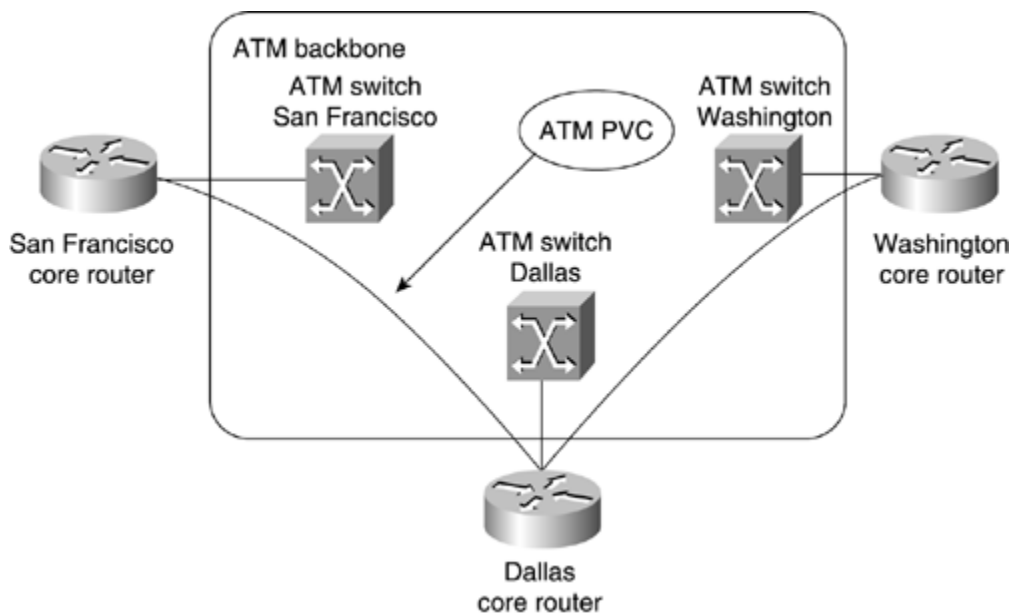 ATM backbone
ATM switch
San Francisco
ATM PVC
ATM switch
Washington
San Francisco
core router
ATM switch
Dallas
Washington
core router
Dallas
core router